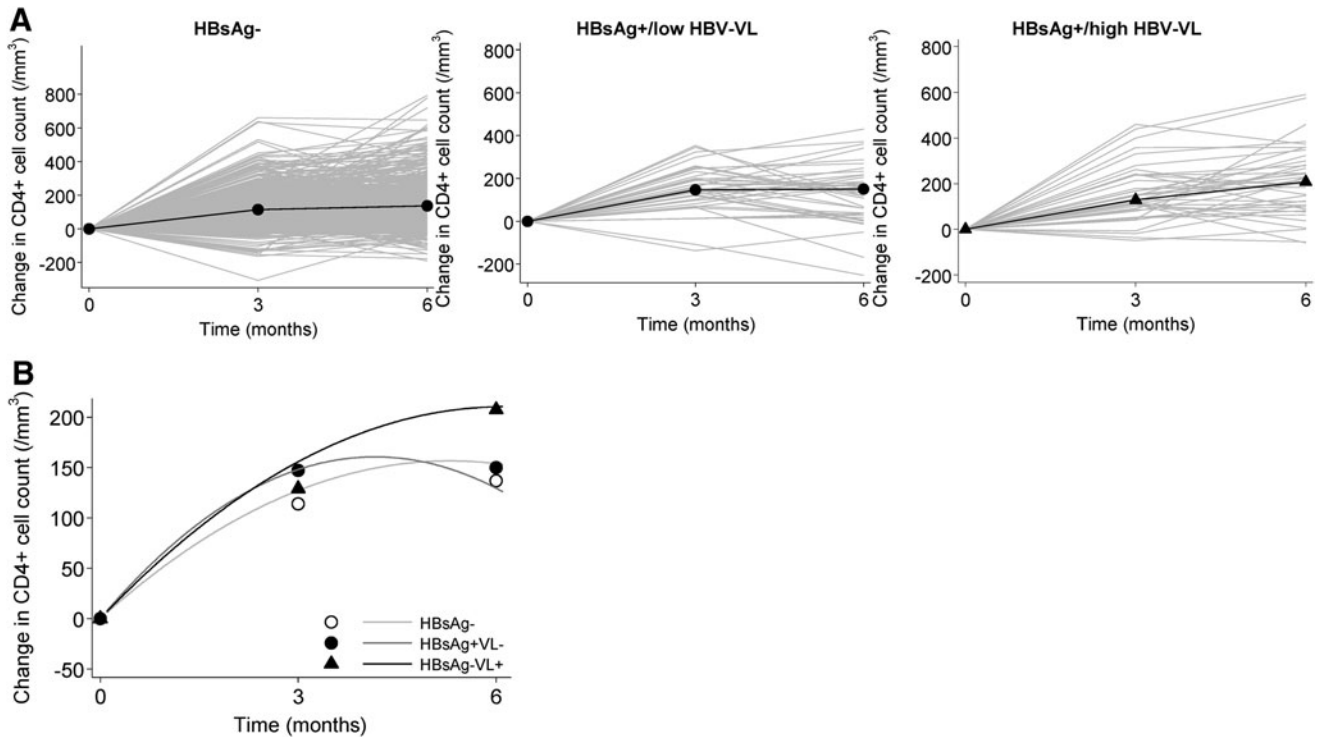 A
HBsAg-
Change in CD4+ cell count (/mm³)
800
600
400
200
0
-200
0
3
6
Time (months)
HBsAg+/low HBV-VL
Change in CD4+ cell count (/mm³)
800
600
400
200
0
-200
0
3
6
Time (months)
HBsAg+/high HBV-VL
Change in CD4+ cell count (/mm³)
800
600
400
200
0
-200
0
3
6
Time (months)
B
Change in CD4+ cell count (/mm³)
200
150
100
50
0
-50
0
3
6
Time (months)
HBsAg-
HBsAg+VL-
HBsAg-VL+